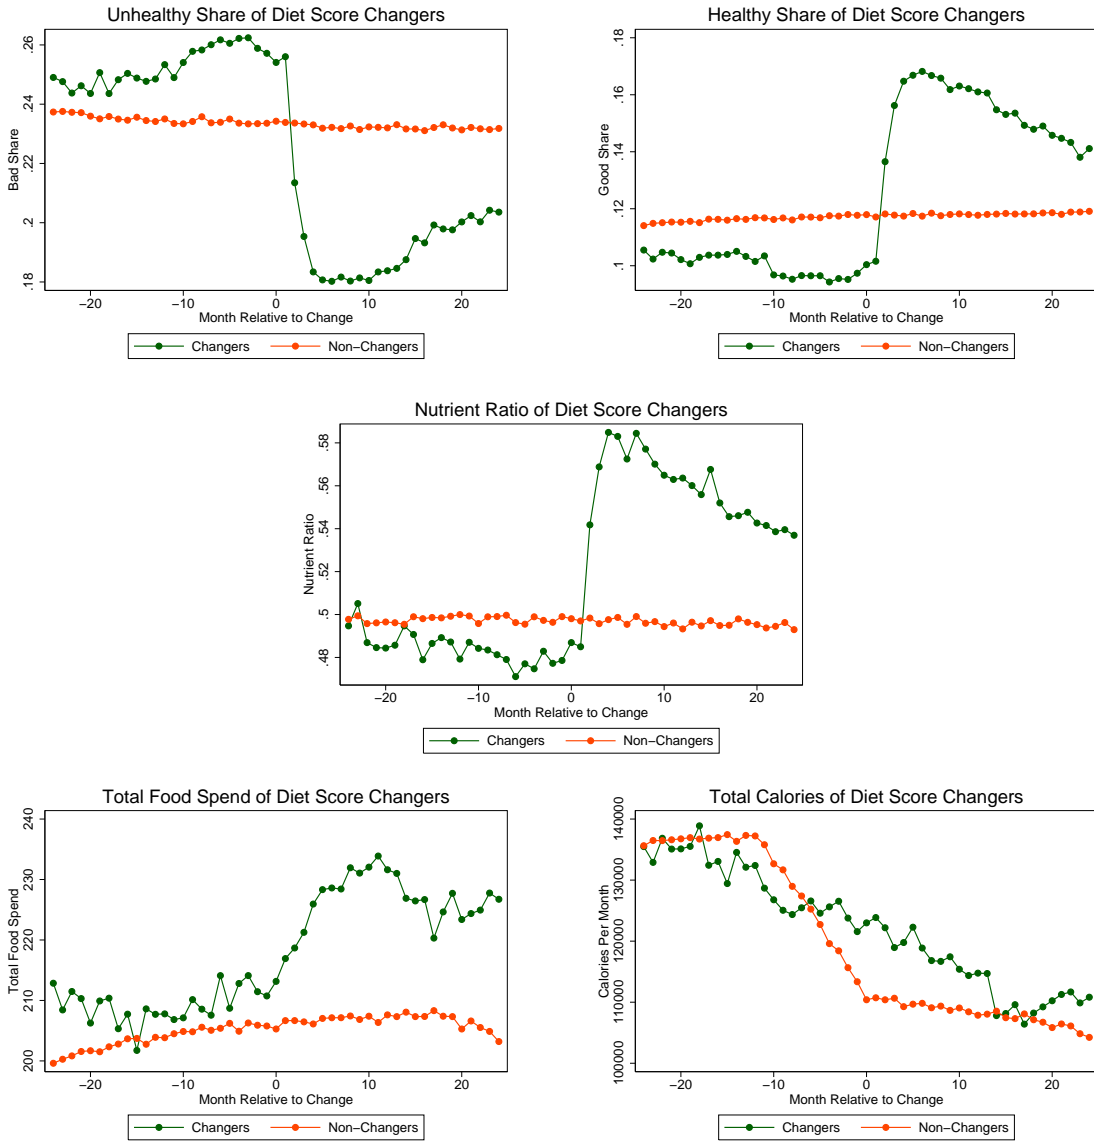 Unhealthy Share of Diet Score Changers
Bad Share
.18 .2 .22 .24 .26
−20 −10 0 10 20
Month Relative to Change
Changers Non−Changers
Healthy Share of Diet Score Changers
Good Share
.1 .12 .14 .16 .18
−20 −10 0 10 20
Month Relative to Change
Changers Non−Changers
Nutrient Ratio of Diet Score Changers
Nutrient Ratio
.48 .5 .52 .54 .56 .58
−20 −10 0 10 20
Month Relative to Change
Changers Non−Changers
Total Food Spend of Diet Score Changers
Total Food Spend
200 210 220 230 240
−20 −10 0 10 20
Month Relative to Change
Changers Non−Changers
Total Calories of Diet Score Changers
Calories Per Month
100000 110000 120000 130000 140000
−20 −10 0 10 20
Month Relative to Change
Changers Non−Changers